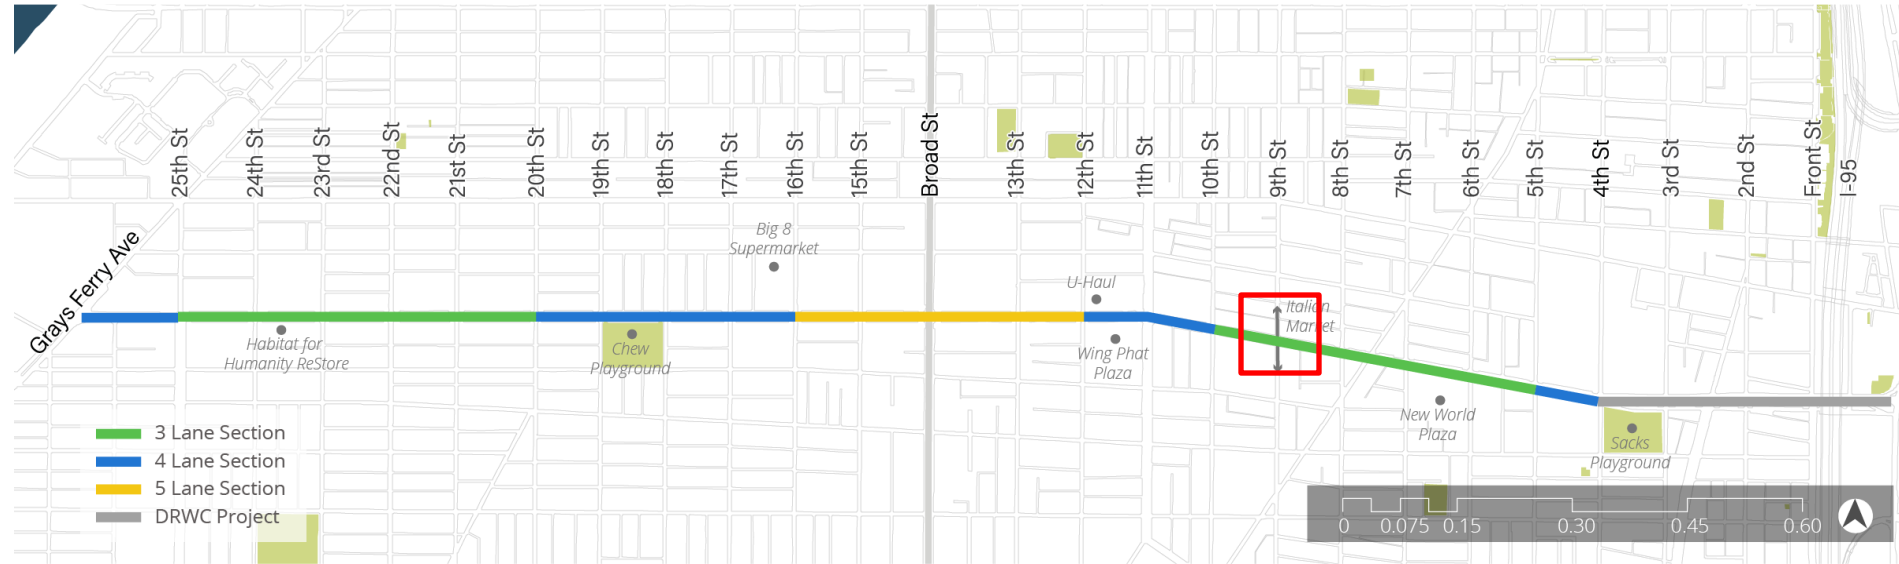 25th St
24th St
23rd St
22nd St
21st St
20th St
19th St
18th St
17th St
16th St
15th St
Broad St
13th St
12th St
11th St
10th St
9th St
8th St
7th St
6th St
5th St
4th St
3rd St
2nd St
Front St
I-95
Grays Ferry Ave
Big 8
Supermarket
U-Haul
Italian
Market
Habitat for
Humanity ReStore
Chew
Playground
Wing Phat
Plaza
New World
Plaza
Sacks
Playground
3 Lane Section
4 Lane Section
5 Lane Section
DRWC Project
0 0.075 0.15 0.30 0.45 0.60